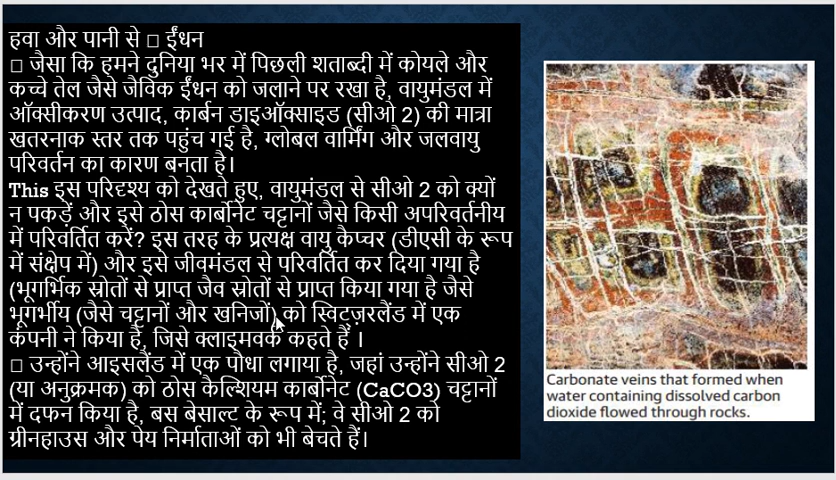 हवा और पानी से □ ईंधन
□ जैसा कि हमने दुनिया भर में पिछली शताब्दी में कोयले और
कच्चे तेल जैसे जैविक ईंधन को जलाने पर रखा है, वायुमंडल में
ऑक्सीकरण उत्पाद, कार्बन डाइऑक्साइड (सीओ 2) की मात्रा
खतरनाक स्तर तक पहुंच गई है, ग्लोबल वार्मिंग और जलवायु
परिवर्तन का कारण बनता है।
This इस परिदृश्य को देखते हुए, वायुमंडल से सीओ 2 को क्यों
न पकड़ें और इसे ठोस कार्बोनेट चट्टानों जैसे किसी अपरिवर्तनीय
में परिवर्तित करें? इस तरह के प्रत्यक्ष वायु कैप्चर (डीएसी के रूप
में संक्षेप में) और इसे जीवमंडल से परिवर्तित कर दिया गया है
(भूगर्भिक स्रोतों से प्राप्त जैव स्रोतों से प्राप्त किया गया है जैसे
भूगर्भीय (जैसे चट्टानों और खनिजों) को स्विट्ज़रलैंड में एक
कंपनी ने किया है, जिसे क्लाइमवर्क कहते हैं ।
□ उन्होंने आइसलैंड में एक पौधा लगाया है, जहां उन्होंने सीओ 2
(या अनुक्रमक) को ठोस कैल्शियम कार्बोनेट (CaCO3) चट्टानों
में दफन किया है, बस बेसाल्ट के रूप में; वे सीओ 2 को
ग्रीनहाउस और पेय निर्माताओं को भी बेचते हैं।
Carbonate veins that formed when
water containing dissolved carbon
dioxide flowed through rocks.